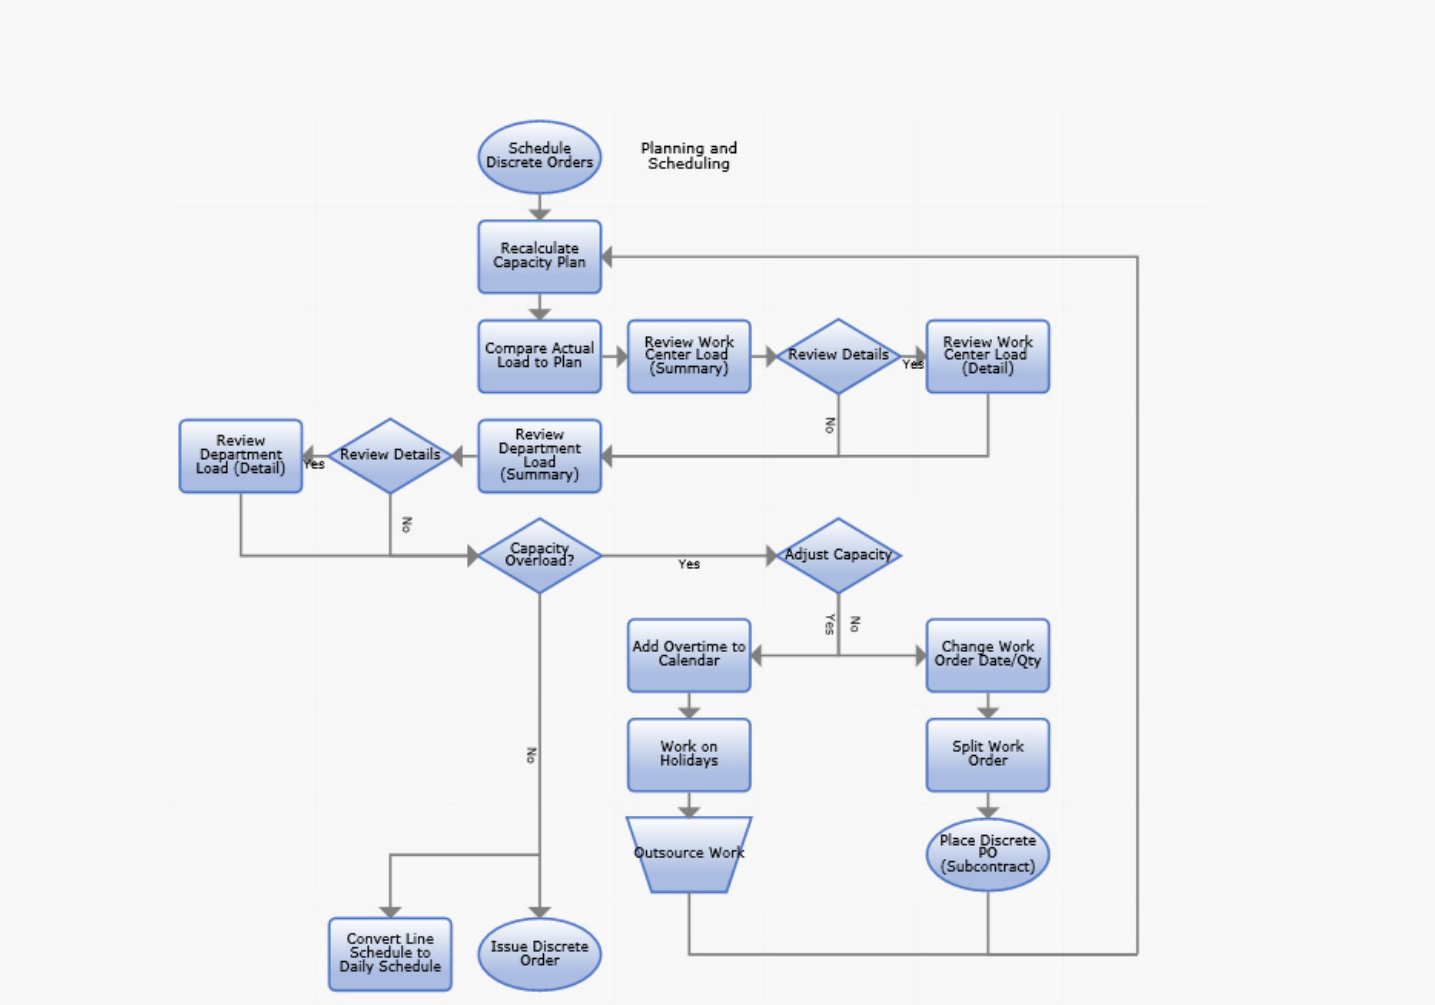 Schedule
Discrete Orders
Planning and
Scheduling
Recalculate
Capacity Plan
Compare Actual
Load to Plan
Review Work
Center Load
(Summary)
Review Details
Yes
Review Work
Center Load
(Detail)
No
Review
Department
Load (Detail)
Yes
Review Details
Review
Department
Load
(Summary)
No
Capacity
Overload?
Yes
Adjust Capacity
Yes
No
Add Overtime to
Calendar
Change Work
Order Date/Qty
No
Work on
Holidays
Split Work
Order
Outsource Work
Place Discrete
PO
(Subcontract)
Convert Line
Schedule to
Daily Schedule
Issue Discrete
Order